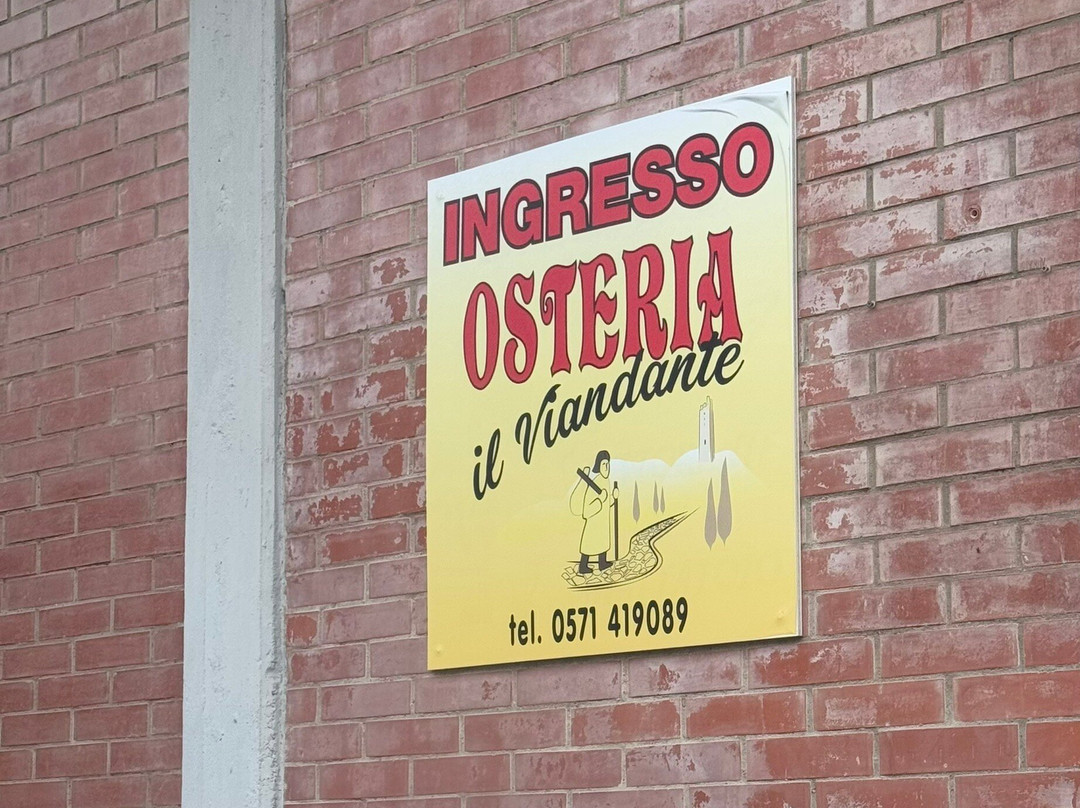 INGRESSO
OSTERIA
il Viandante
tel. 0571 419089